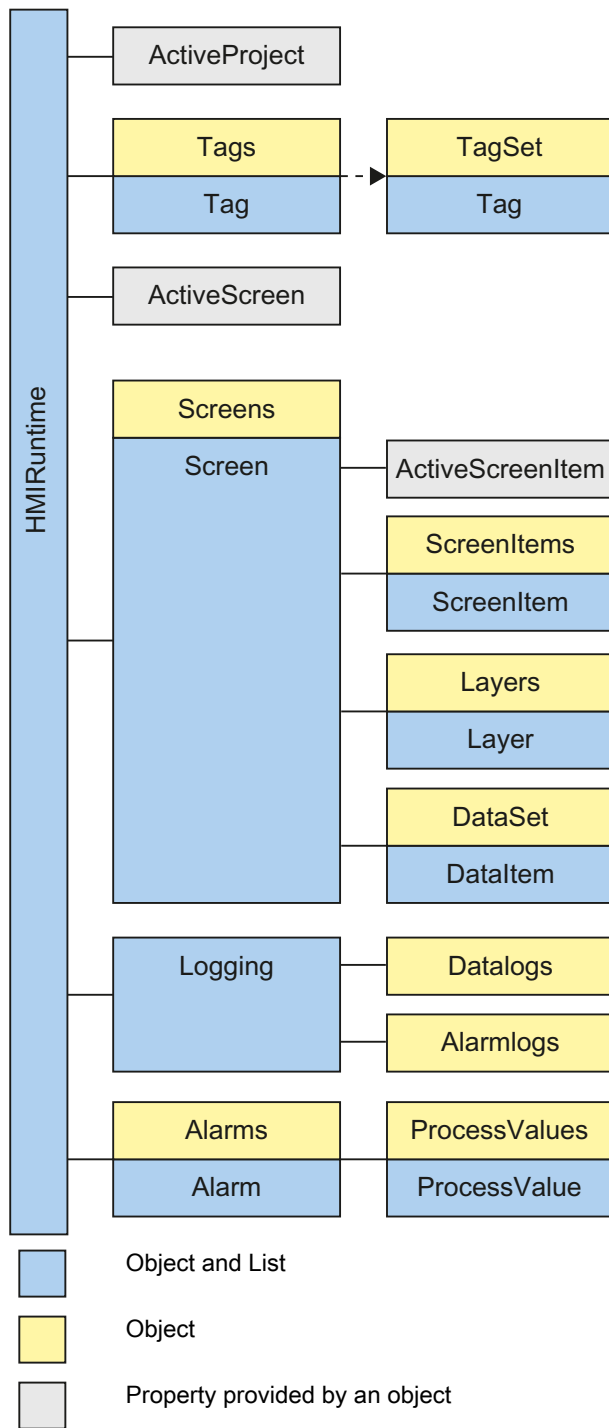 HMIRuntime
ActiveProject
Tags
Tag
TagSet
Tag
ActiveScreen
Screens
Screen
ActiveScreenItem
ScreenItems
ScreenItem
Layers
Layer
DataSet
DataItem
Logging
Datalogs
Alarmlogs
Alarms
Alarm
ProcessValues
ProcessValue
Object and List
Object
Property provided by an object